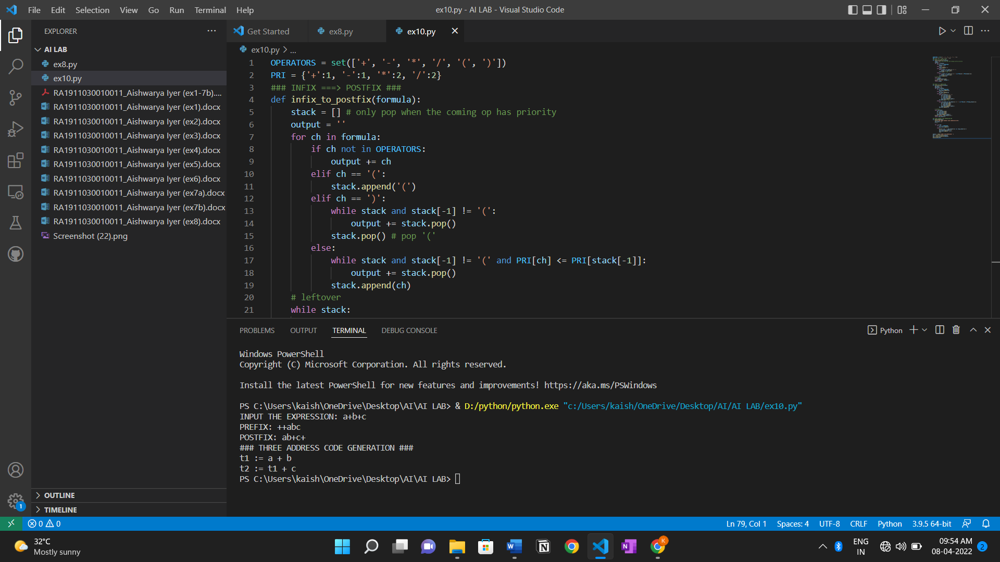 File Edit Selection View Go Run Terminal Help
ex10.py - AI LAB - Visual Studio Code
EXPLORER
AI LAB
ex8.py
ex10.py
RA1911030010011_Aishwarya Iyer (ex1-7b)....
RA1911030010011_Aishwarya Iyer (ex1).docx
RA1911030010011_Aishwarya Iyer (ex2).docx
RA1911030010011_Aishwarya Iyer (ex3).docx
RA1911030010011_Aishwarya Iyer (ex4).docx
RA1911030010011_Aishwarya Iyer (ex5).docx
RA1911030010011_Aishwarya Iyer (ex6).docx
RA1911030010011_Aishwarya Iyer (ex7a).docx
RA1911030010011_Aishwarya Iyer (ex7b).docx
RA1911030010011_Aishwarya Iyer (ex8).docx
Screenshot (22).png
OUTLINE
TIMELINE
1
Get Started ex8.py ex10.py
ex10.py > ...
1 OPERATORS = set(['+', '-', '*', '/', '(', ')'])
2 PRI = {'+':1, '-':1, '*':2, '/':2}
3 ### INFIX ===> POSTFIX ###
4 def infix_to_postfix(formula):
5 stack = [] # only pop when the coming op has priority
6 output = ''
7 for ch in formula:
8 if ch not in OPERATORS:
9 output += ch
10 elif ch == '(':
11 stack.append('(')
12 elif ch == ')':
13 while stack and stack[-1] != '(':
14 output += stack.pop()
15 stack.pop() # pop '('
16 else:
17 while stack and stack[-1] != '(' and PRI[ch] <= PRI[stack[-1]]:
18 output += stack.pop()
19 stack.append(ch)
20 # leftover
21 while stack:
PROBLEMS OUTPUT TERMINAL DEBUG CONSOLE
Python
Windows PowerShell
Copyright (C) Microsoft Corporation. All rights reserved.
Install the latest PowerShell for new features and improvements! https://aka.ms/PSWindows
PS C:\Users\kaish\OneDrive\Desktop\AI\AI LAB> & D:/python/python.exe "c:/Users/kaish/OneDrive/Desktop/AI/AI LAB/ex10.py"
INPUT THE EXPRESSION: a+b+c
PREFIX: ++abc
POSTFIX: ab+c+
### THREE ADDRESS CODE GENERATION ###
t1 := a + b
t2 := t1 + c
PS C:\Users\kaish\OneDrive\Desktop\AI\AI LAB>
0 0
Ln 79, Col 1 Spaces: 4 UTF-8 CRLF Python 3.9.5 64-bit
32°C
Mostly sunny
K
ENG
IN
09:54 AM
08-04-2022
2